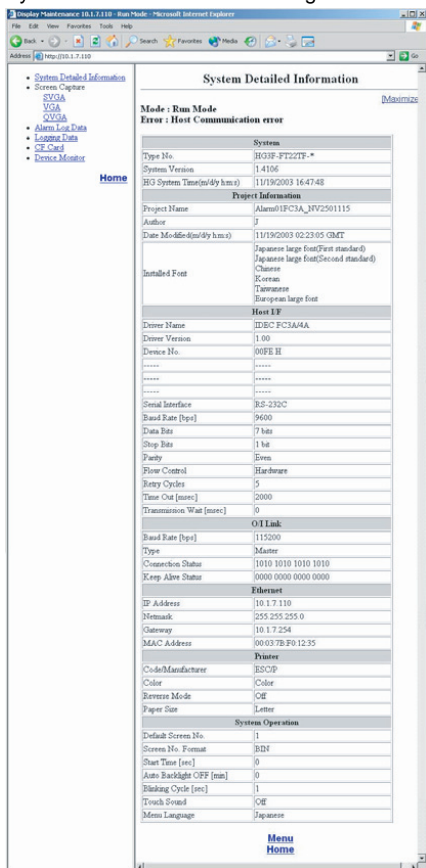 Display Maintenance 10.1.7.110 - Run Mode - Microsoft Internet Explorer
File Edit View Favorites Tools Help
Back Search Favorites Media
Address http://10.1.7.110 Go
System Detailed Information
Screen Capture
SVGA
VGA
QVGA
Alarm Log Data
Logging Data
CF Card
Device Monitor
Home
System Detailed Information
[Maximize
Mode : Run Mode
Error : Host Communication error
System
Type No. HG3F-FT22TF-*
System Version 1.4106
HG System Time(m/d/y h:m:s) 11/19/2003 16:47:48
Project Information
Project Name Alarm01FC3A_NV2501115
Author J
Date Modified(m/d/y h:m:s) 11/19/2003 02:23:05 GMT
Installed Font
Japanese large font(First standard)
Japanese large font(Second standard)
Chinese
Korean
Taiwanese
European large font
Host I/F
Driver Name IDEC:FC3A/4A
Driver Version 1.00
Device No. 00FE H
----- -----
----- -----
----- -----
Serial Interface RS-232C
Baud Rate [bps] 9600
Data Bits 7 bits
Stop Bits 1 bit
Parity Even
Flow Control Hardware
Retry Cycles 5
Time Out [msec] 2000
Transmission Wait [msec] 0
O/I Link
Baud Rate [bps] 115200
Type Master
Connection Status 1010 1010 1010 1010
Keep Alive Status 0000 0000 0000 0000
Ethernet
IP Address 10.1.7.110
Netmask 255.255.255.0
Gateway 10.1.7.254
MAC Address 00:03:7B:F0:12:35
Printer
Code/Manufacturer ESC/P
Color Color
Reverse Mode Off
Paper Size Letter
System Operation
Default Screen No. 1
Screen No. Format BIN
Start Time [sec] 0
Auto Backlight OFF [min] 0
Blinking Cycle [sec] 1
Touch Sound Off
Menu Language Japanese
Menu
Home